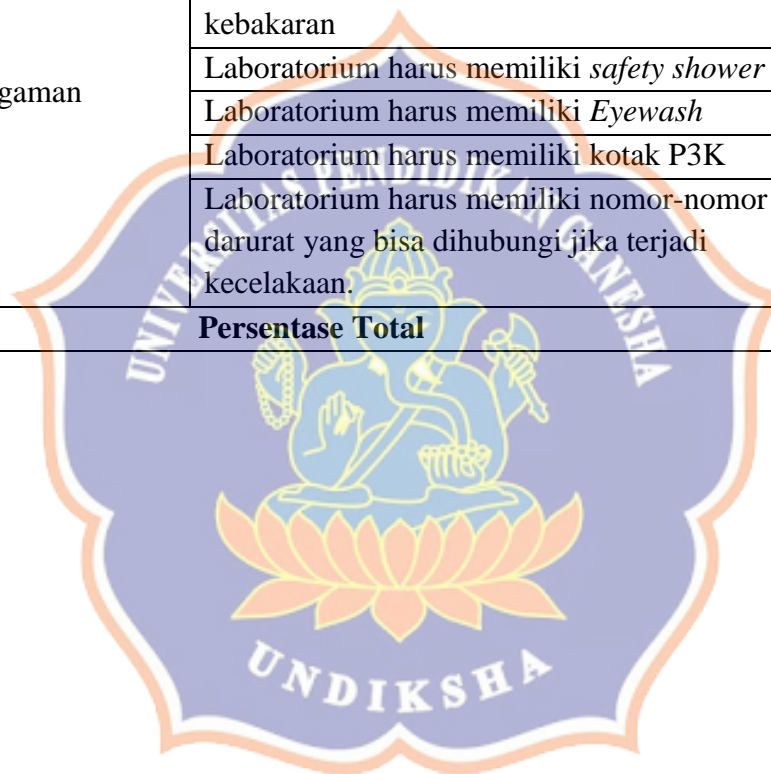 kebakaran
Laboratorium harus memiliki safety shower
gaman
Laboratorium harus memiliki Eyewash
Laboratorium harus memiliki kotak P3K
Laboratorium harus memiliki nomor-nomor
darurat yang bisa dihubungi jika terjadi
kecelakaan.
Persentase Total
UNIVERSITAS PENDIDIKAN GANESHA
UNDIKSHA